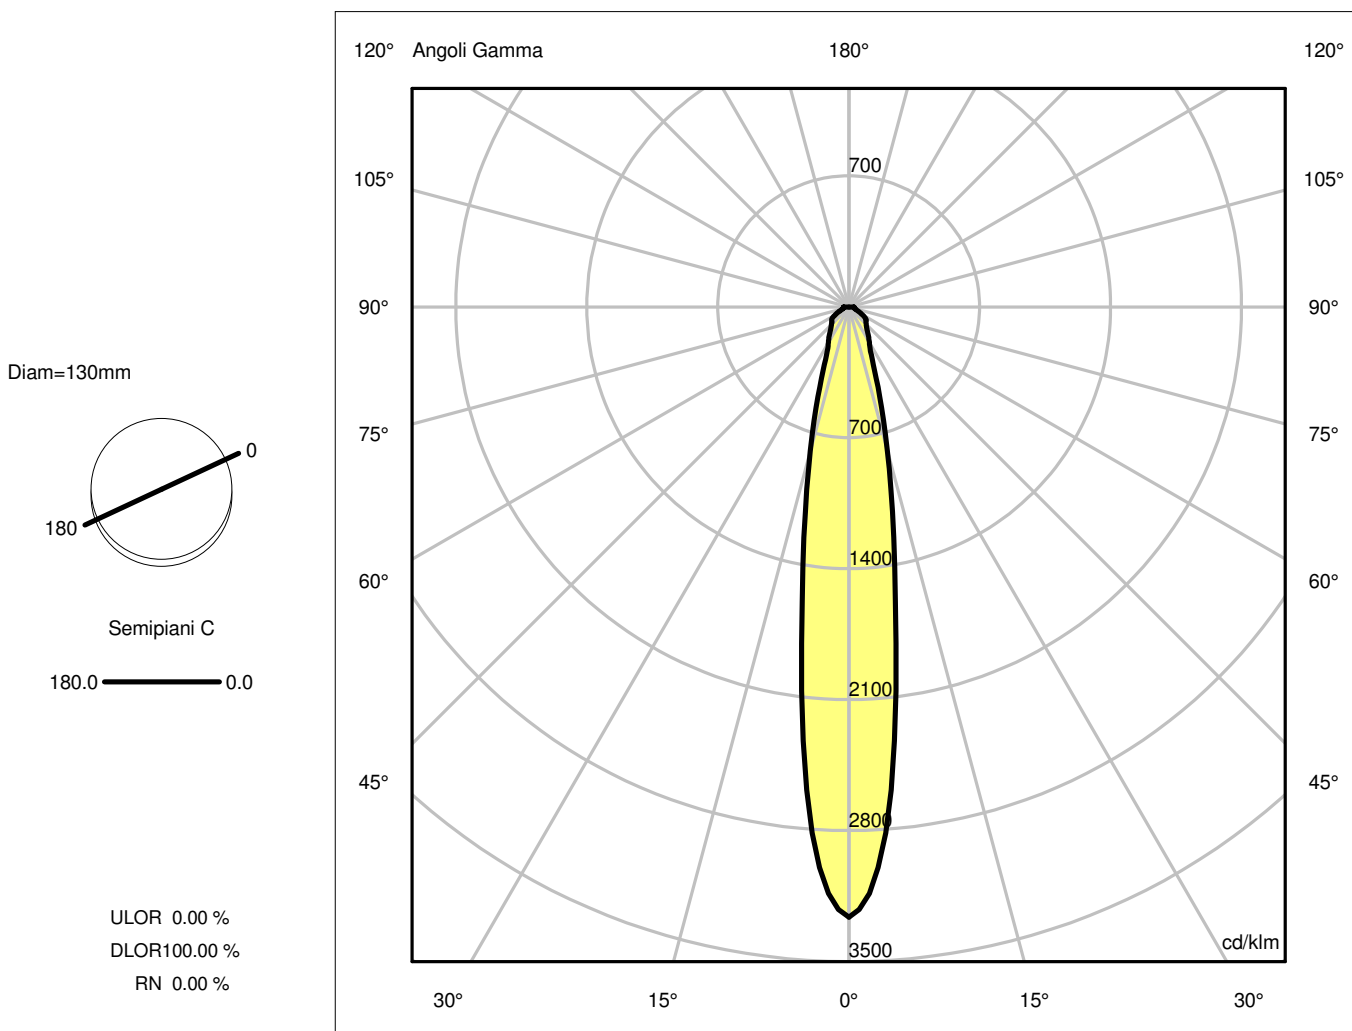 120° Angoli Gamma 180° 120°
700
105° 105°
90° 90°
Diam=130mm
700
75° 75°
0
180
1400
60° 60°
Semipiani C
180.0 0.0
2100
45° 45°
2800
ULOR 0.00 %
cd/klm
DLOR100.00 %
3500
RN 0.00 %
30° 15° 0° 15° 30°